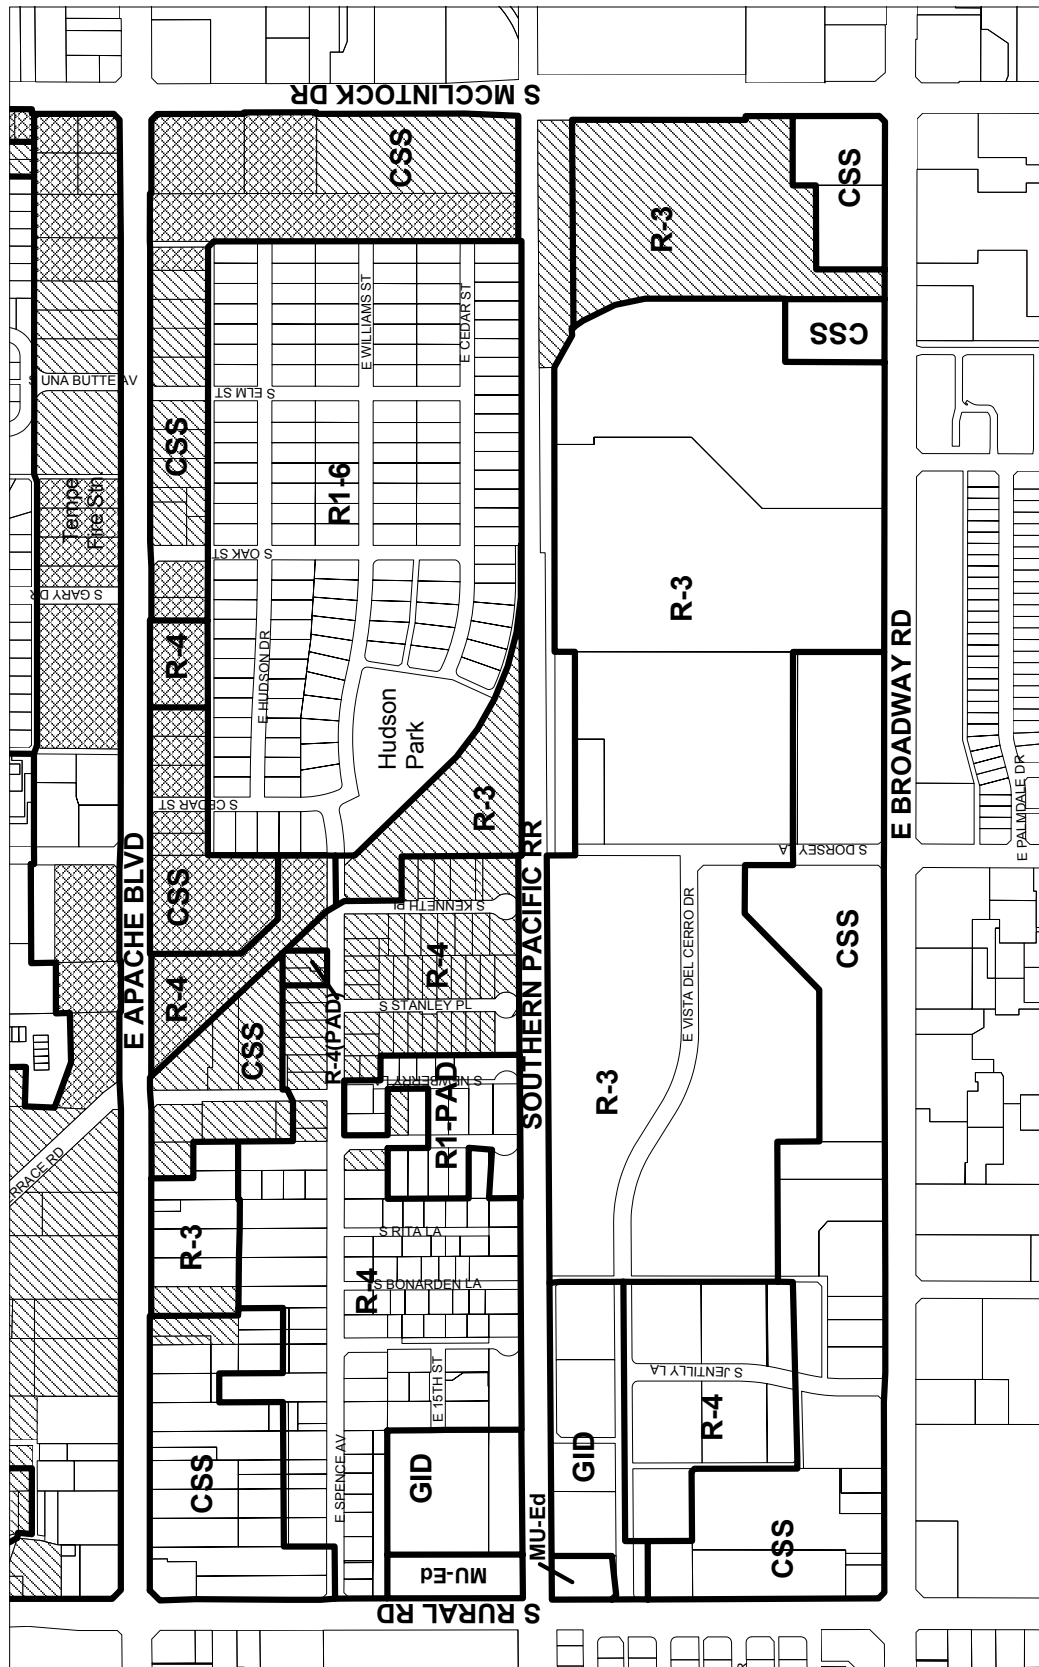 S MCCLINTOCK DR
CSS
CSS
R-3
CSS
E WILLIAMS ST
E CEDAR ST
S UNA BUTTE AV
S ELM ST
CSS
R1-6
Tempe
Fire Stn.
S OAK ST
S GARY DR
R-3
E BROADWAY RD
R-4
E HUDSON DR
Hudson
Park
S CEDAR ST
R-3
E PALMDALE DR
S DORSEY LA
E APACHE BLVD
CSS
S KENNETH PL
SOUTHERN PACIFIC RR
E VISTA DEL CERRO DR
CSS
R-4
R-4
S STANLEY PL
CSS
R-4(PAD)
R1-PAD
R-3
RRACE RD
R-3
S RITA LA
R-4
S BONARDEN LA
E 15TH ST
S JENTILLY LA
R-4
E SPENCE AV
CSS
GID
GID
MU-Ed
MU-Ed
CSS
S RURAL RD